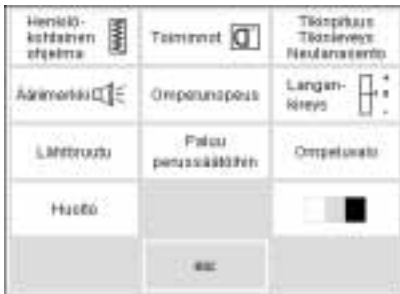 Henkilö-
kohtainen
ohjelma
Toiminnot
Tikinpituus
Tikinleveys
Neulanasento
Äänimerkki
Ompelunopeus
Langan-
kireys
Lähtöruutu
Paluu
perussäätöihin
Ompeluvalo
Huolto
esc